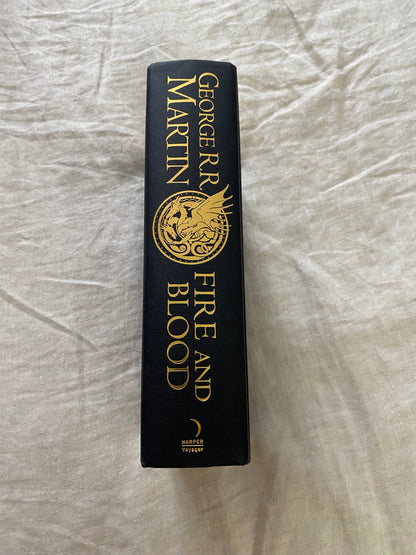 GEORGE R.R.
MARTIN
FIRE AND
BLOOD
HARPER
Voyager